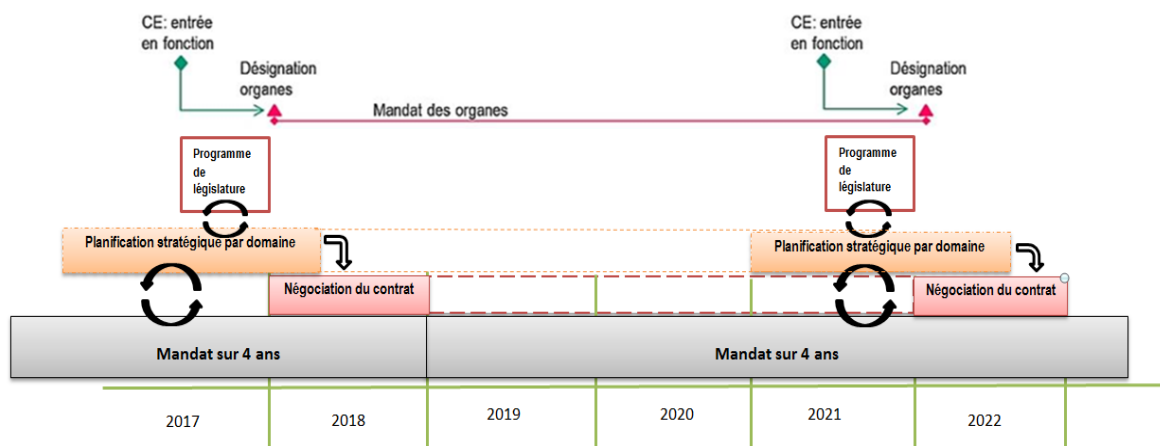 CE: entrée
en fonction
Désignation
organes
CE: entrée
en fonction
Désignation
organes
Mandat des organes
Programme
de
législature
Programme
de
législature
Planification stratégique par domaine
Planification stratégique par domaine
Négociation du contrat
Négociation du contrat
Mandat sur 4 ans
Mandat sur 4 ans
2017
2018
2019
2020
2021
2022